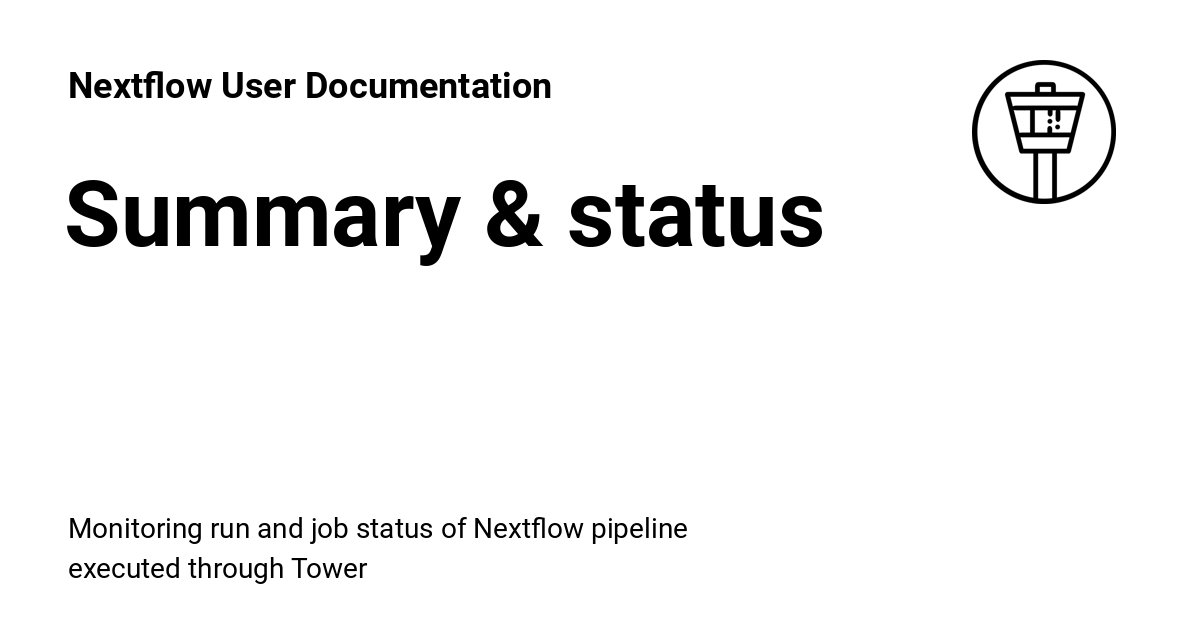 Nextflow User Documentation
Summary & status
Monitoring run and job status of Nextflow pipeline
executed through Tower